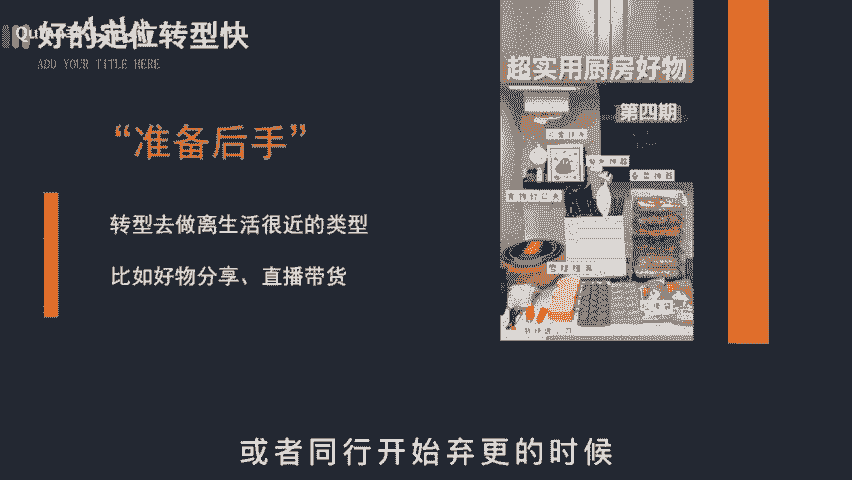 好的定位转型快
ADD YOUR TITLE HERE
“准备后手”
转型去做离生活很近的类型
比如好物分享、直播带货
超实用厨房好物
第四期
或者同行开始弃更的时候